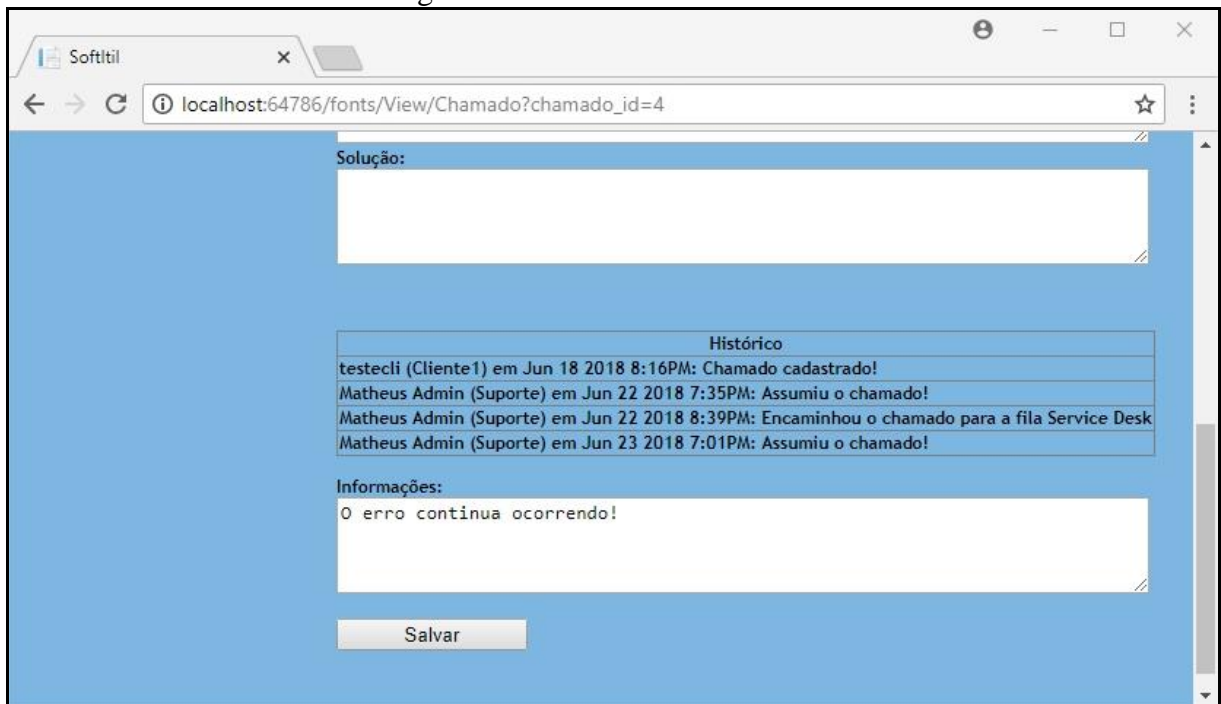 SoftItil
localhost:64786/fonts/View/Chamado?chamado_id=4
Solução:
Histórico
testecli (Cliente1) em Jun 18 2018 8:16PM: Chamado cadastrado!
Matheus Admin (Suporte) em Jun 22 2018 7:35PM: Assumiu o chamado!
Matheus Admin (Suporte) em Jun 22 2018 8:39PM: Encaminhou o chamado para a fila Service Desk
Matheus Admin (Suporte) em Jun 23 2018 7:01PM: Assumiu o chamado!
Informações:
O erro continua ocorrendo!
Salvar